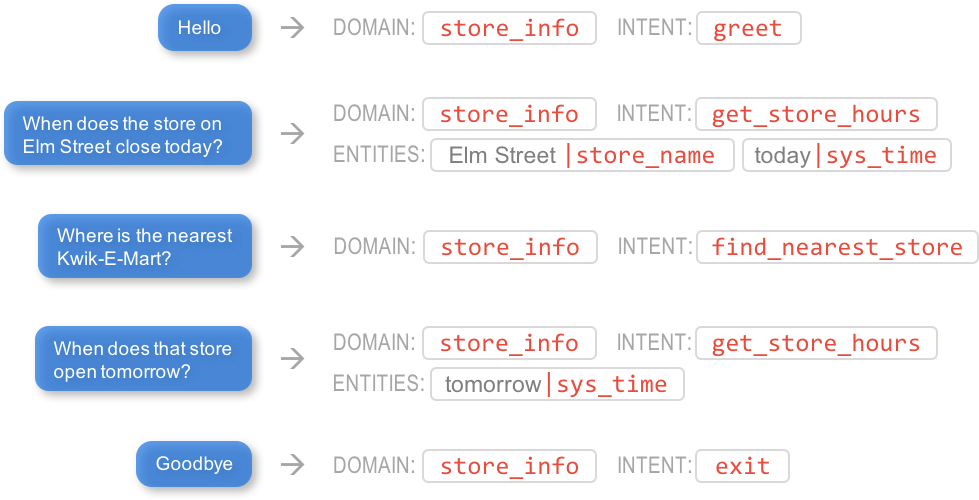 Hello → DOMAIN: store_info INTENT: greet
When does the store on
Elm Street close today? → DOMAIN: store_info INTENT: get_store_hours
ENTITIES: Elm Street |store_name today|sys_time
Where is the nearest
Kwik-E-Mart? → DOMAIN: store_info INTENT: find_nearest_store
When does that store
open tomorrow? → DOMAIN: store_info INTENT: get_store_hours
ENTITIES: tomorrow|sys_time
Goodbye → DOMAIN: store_info INTENT: exit